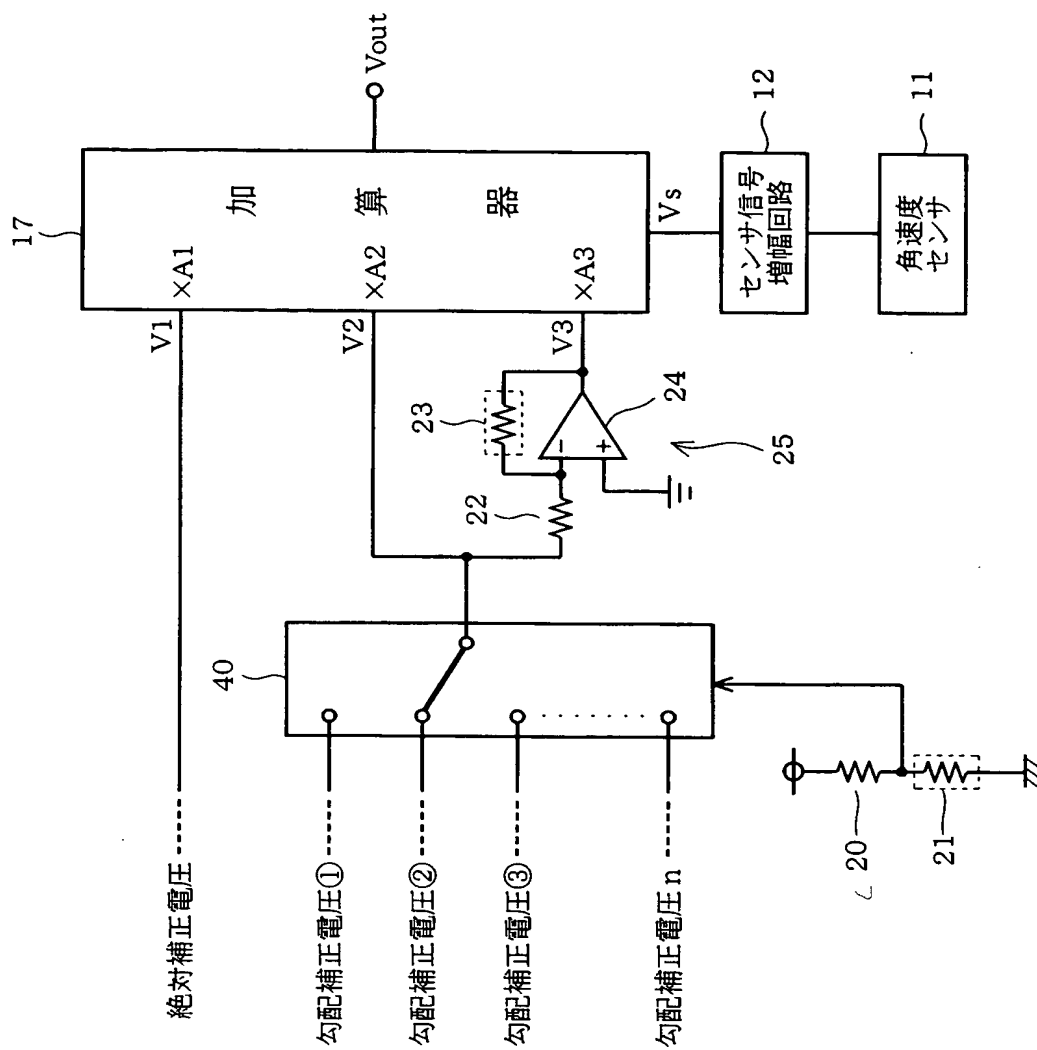 絶対補正電圧
勾配補正電圧①
勾配補正電圧②
勾配補正電圧③
勾配補正電圧n
40
20
21
22
23
24
25
17
V1
V2
V3
×A1
×A2
×A3
加算器
Vout
Vs
センサ信号
増幅回路
12
角速度
センサ
11